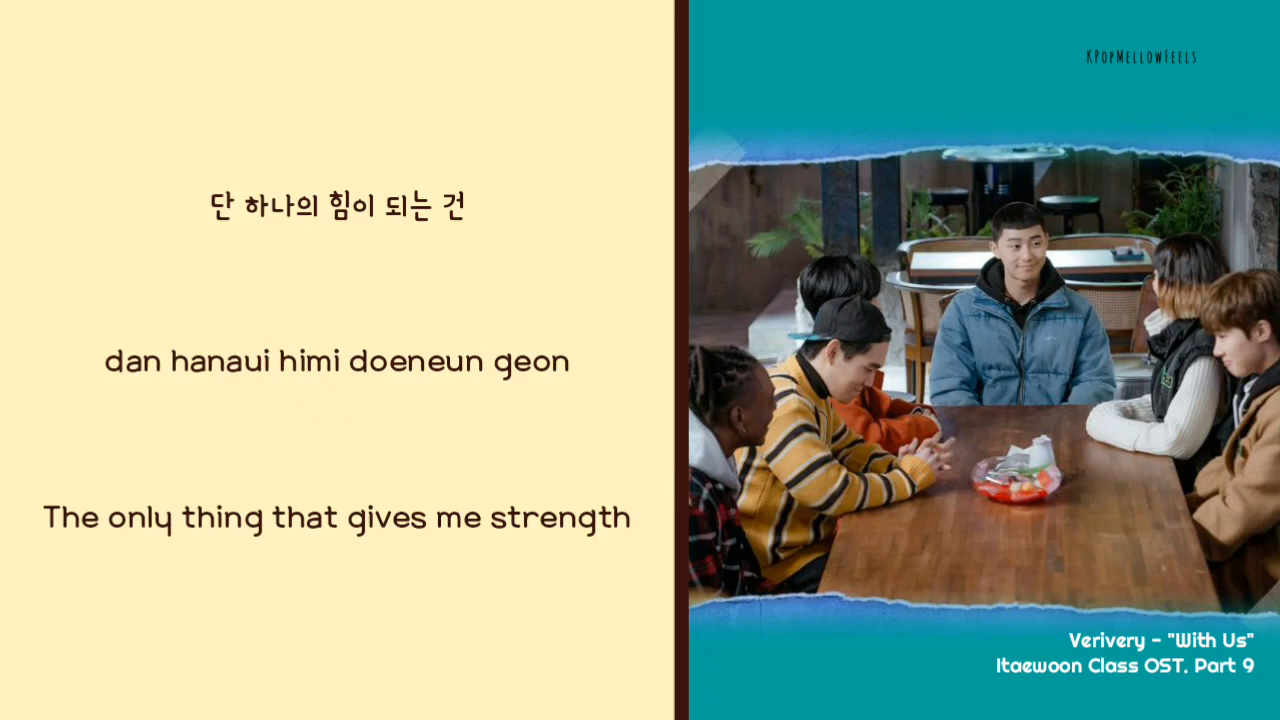 단 하나의 힘이 되는 건
dan hanaui himi doeneun geon
The only thing that gives me strength
KPopMellowFeels
Verivery - "With Us"
Itaewoon Class OST. Part 9